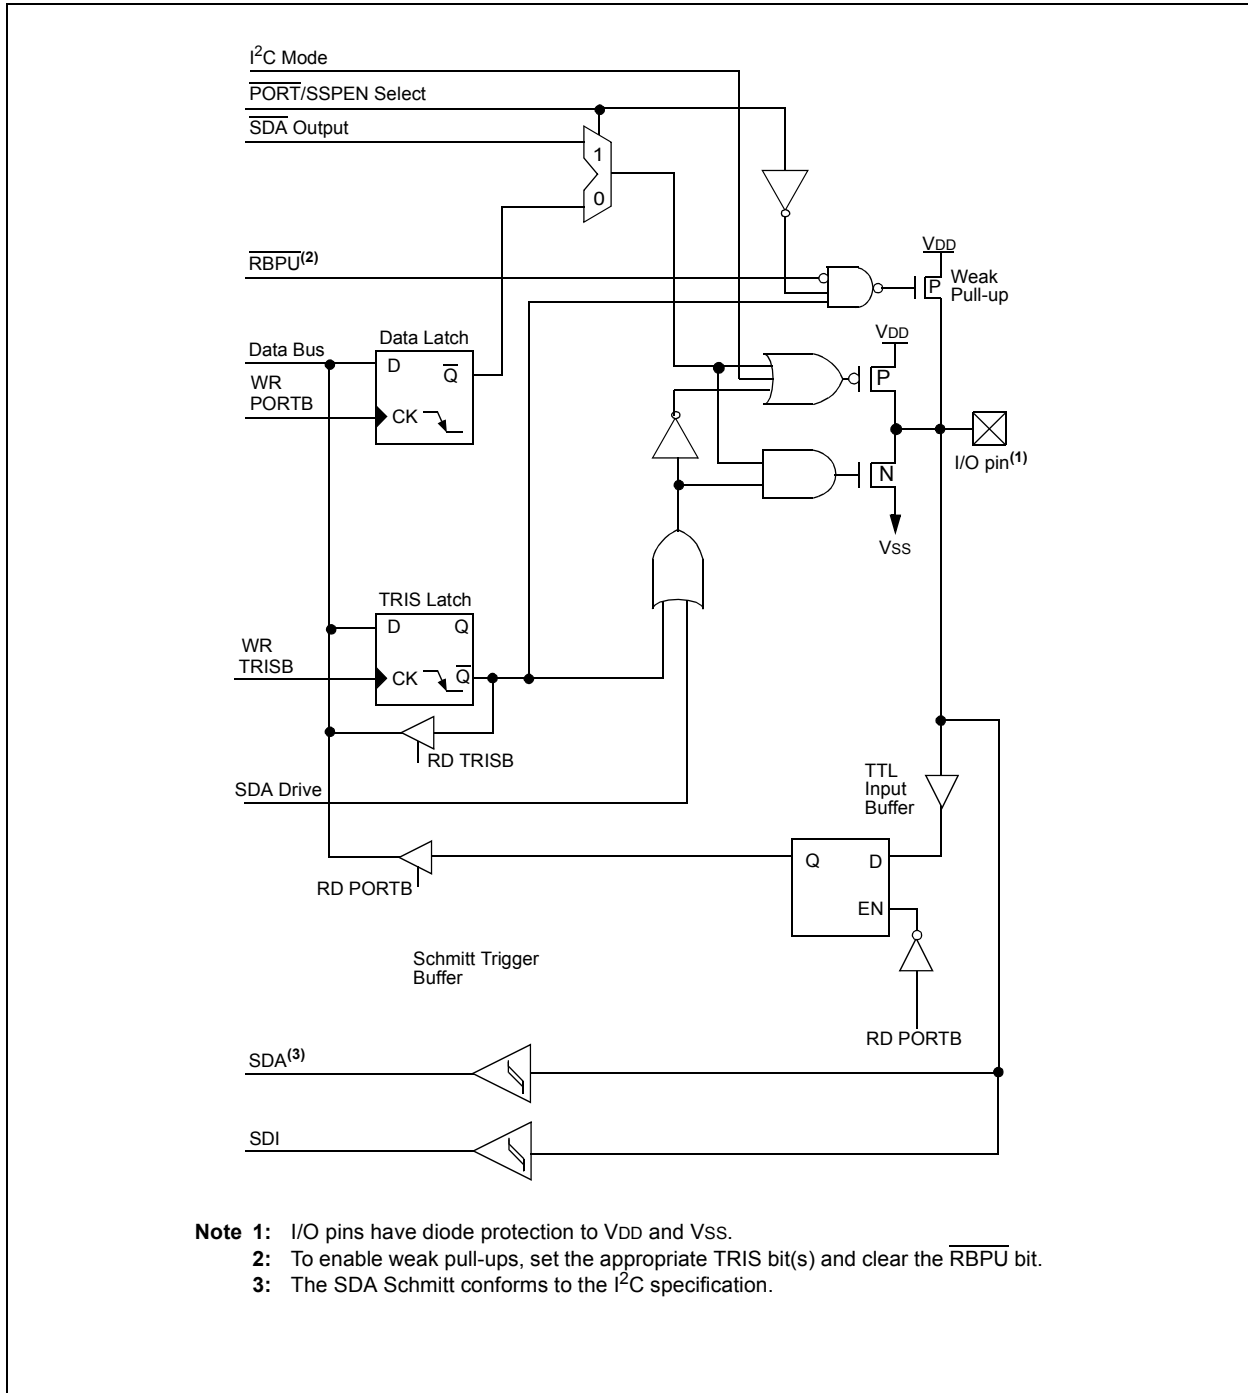 I²C Mode
P̅O̅R̅T̅/SSPEN Select
S̅D̅A̅ Output
1
0
R̅B̅P̅U̅(2)
VDD
P
Weak
Pull-up
Data Latch
Data Bus
D
Q̅
WR
PORTB
CK
VDD
P
I/O pin(1)
N
VSS
TRIS Latch
D
Q
WR
TRISB
CK
Q̅
RD TRISB
SDA Drive
TTL
Input
Buffer
Q
D
RD PORTB
EN
Schmitt Trigger
Buffer
RD PORTB
SDA(3)
SDI
Note 1: I/O pins have diode protection to VDD and VSS.
2: To enable weak pull-ups, set the appropriate TRIS bit(s) and clear the R̅B̅P̅U̅ bit.
3: The SDA Schmitt conforms to the I²C specification.